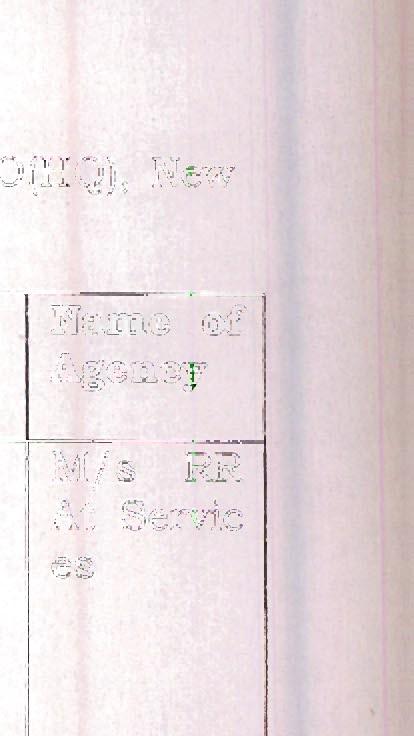 O(HQ), New
Name of
Agency
M/s RR
At Servic
es